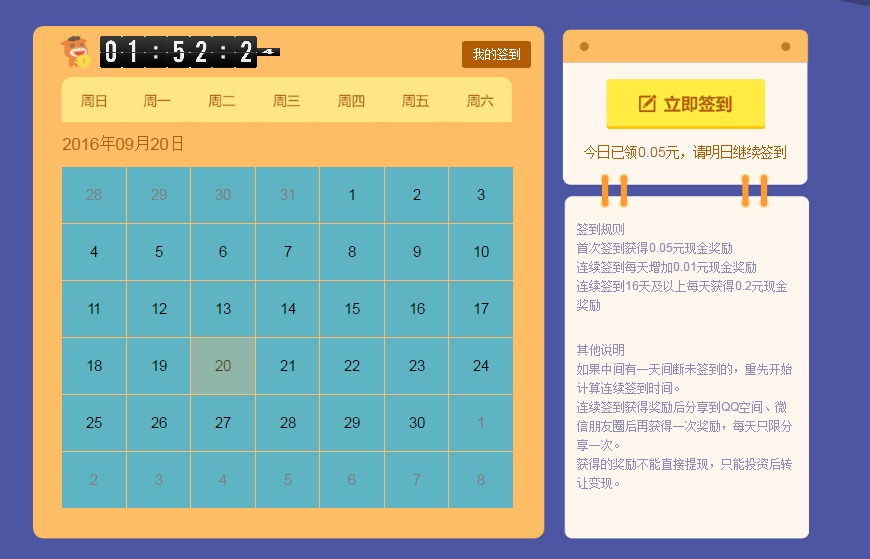 01:52:24
我的签到
周日 周一 周二 周三 周四 周五 周六
2016年09月20日
28 29 30 31 1 2 3
4 5 6 7 8 9 10
11 12 13 14 15 16 17
18 19 20 21 22 23 24
25 26 27 28 29 30 1
2 3 4 5 6 7 8
立即签到
今日已领0.05元，请明日继续签到
签到规则
首次签到获得0.05元现金奖励
连续签到每天增加0.01元现金奖励
连续签到16天及以上每天获得0.2元现金
奖励
其他说明
如果中间有一天间断未签到的，重先开始
计算连续签到时间。
连续签到获得奖励后分享到QQ空间、微
信朋友圈后再获得一次奖励，每天只限分
享一次。
获得的奖励不能直接提现，只能投资后转
让变现。